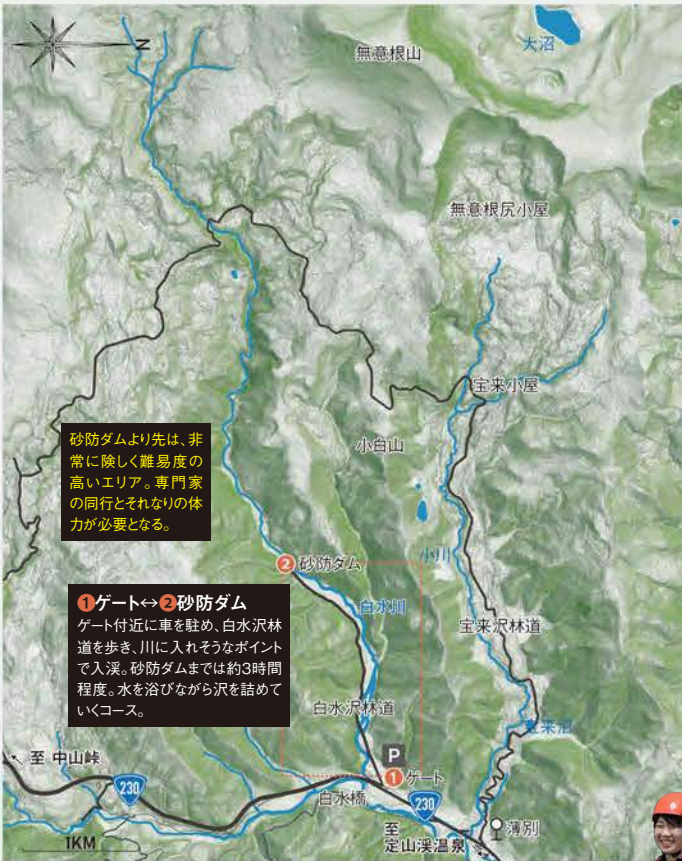 N
大沼
無意根山
無意根尻小屋
宝来小屋
小白山
砂防ダムより先は、非
常に険しく難易度の
高いエリア。専門家
の同行とそれなりの体
力が必要となる。
小川
❷砂防ダム
❶ゲート↔❷砂防ダム
ゲート付近に車を駐め、白水沢林
道を歩き、川に入れそうなポイント
で入渓。砂防ダムまでは約3時間
程度。水を浴びながら沢を詰めて
いくコース。
白水川
宝来沢林道
白水沢林道
宝来沼
至 中山峠
P
❶ゲート
230
白水橋
230
薄別
至
定山渓温泉
1KM